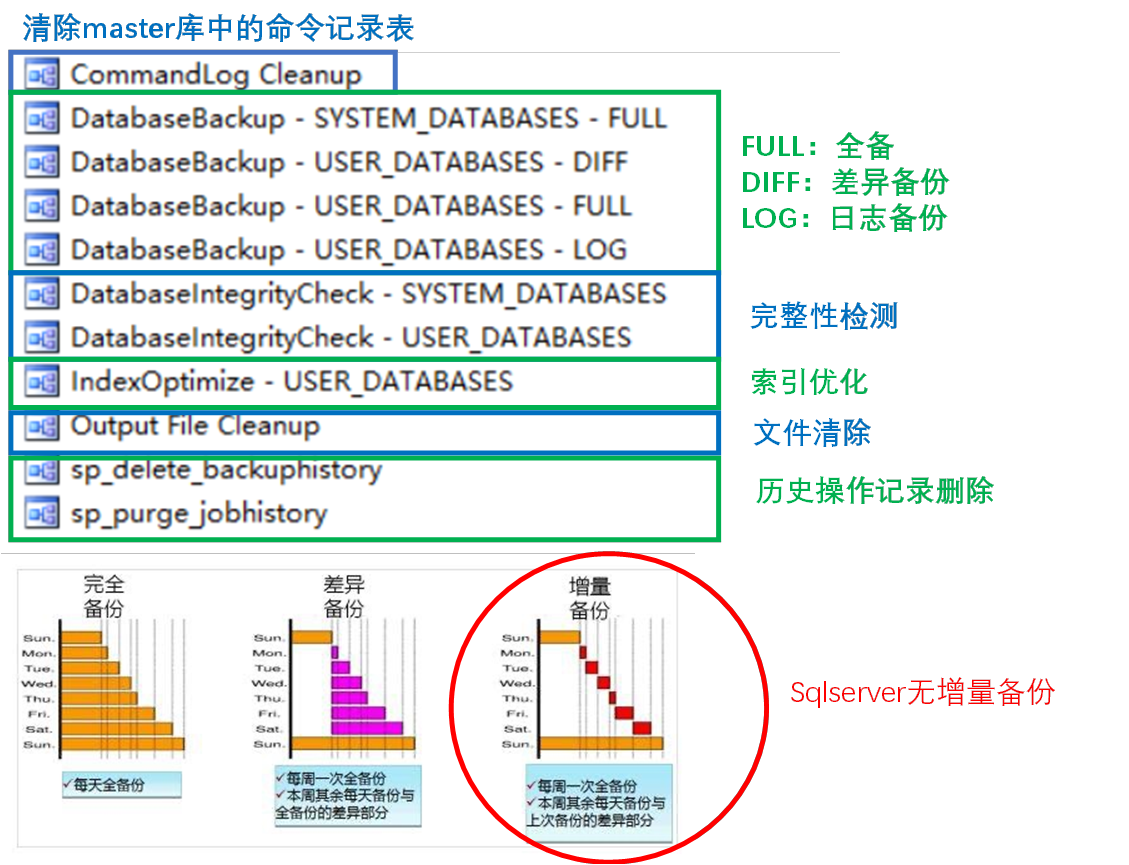 清除master库中的命令记录表
CommandLog Cleanup
DatabaseBackup - SYSTEM_DATABASES - FULL
DatabaseBackup - USER_DATABASES - DIFF
DatabaseBackup - USER_DATABASES - FULL
DatabaseBackup - USER_DATABASES - LOG
FULL：全备
DIFF：差异备份
LOG：日志备份
DatabaseIntegrityCheck - SYSTEM_DATABASES
DatabaseIntegrityCheck - USER_DATABASES
完整性检测
IndexOptimize - USER_DATABASES
索引优化
Output File Cleanup
文件清除
sp_delete_backuphistory
sp_purge_jobhistory
历史操作记录删除
完全
备份
Sun.
Mon.
Tue.
Wed.
Thu.
Fri.
Sat.
Sun.
✓每天全备份
差异
备份
Sun.
Mon.
Tue.
Wed.
Thu.
Fri.
Sat.
Sun.
✓每周一次全备份
✓本周其余每天备份与
全备份的差异部分
增量
备份
Sun.
Mon.
Tue.
Wed.
Thu.
Fri.
Sat.
Sun.
✓每周一次全备份
✓本周其余每天备份与
上次备份的差异部分
Sqlserver无增量备份